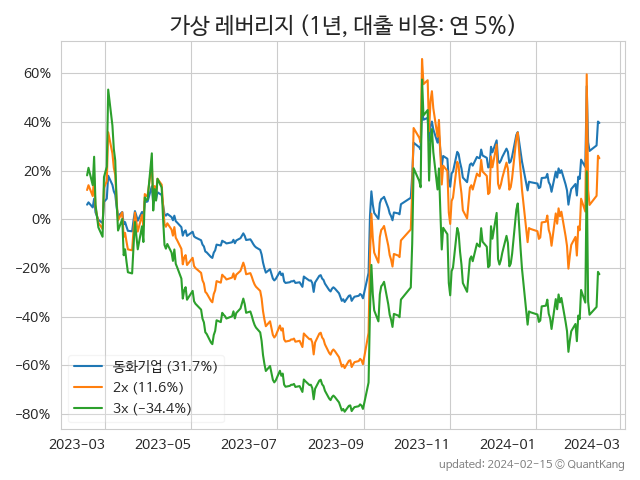 가상 레버리지 (1년, 대출 비용: 연 5%)
60%
40%
20%
0%
−20%
−40%
−60%
−80%
동화기업 (31.7%)
2x (11.6%)
3x (−34.4%)
2023-03 2023-05 2023-07 2023-09 2023-11 2024-01 2024-03
updated: 2024-02-15 © QuantKang